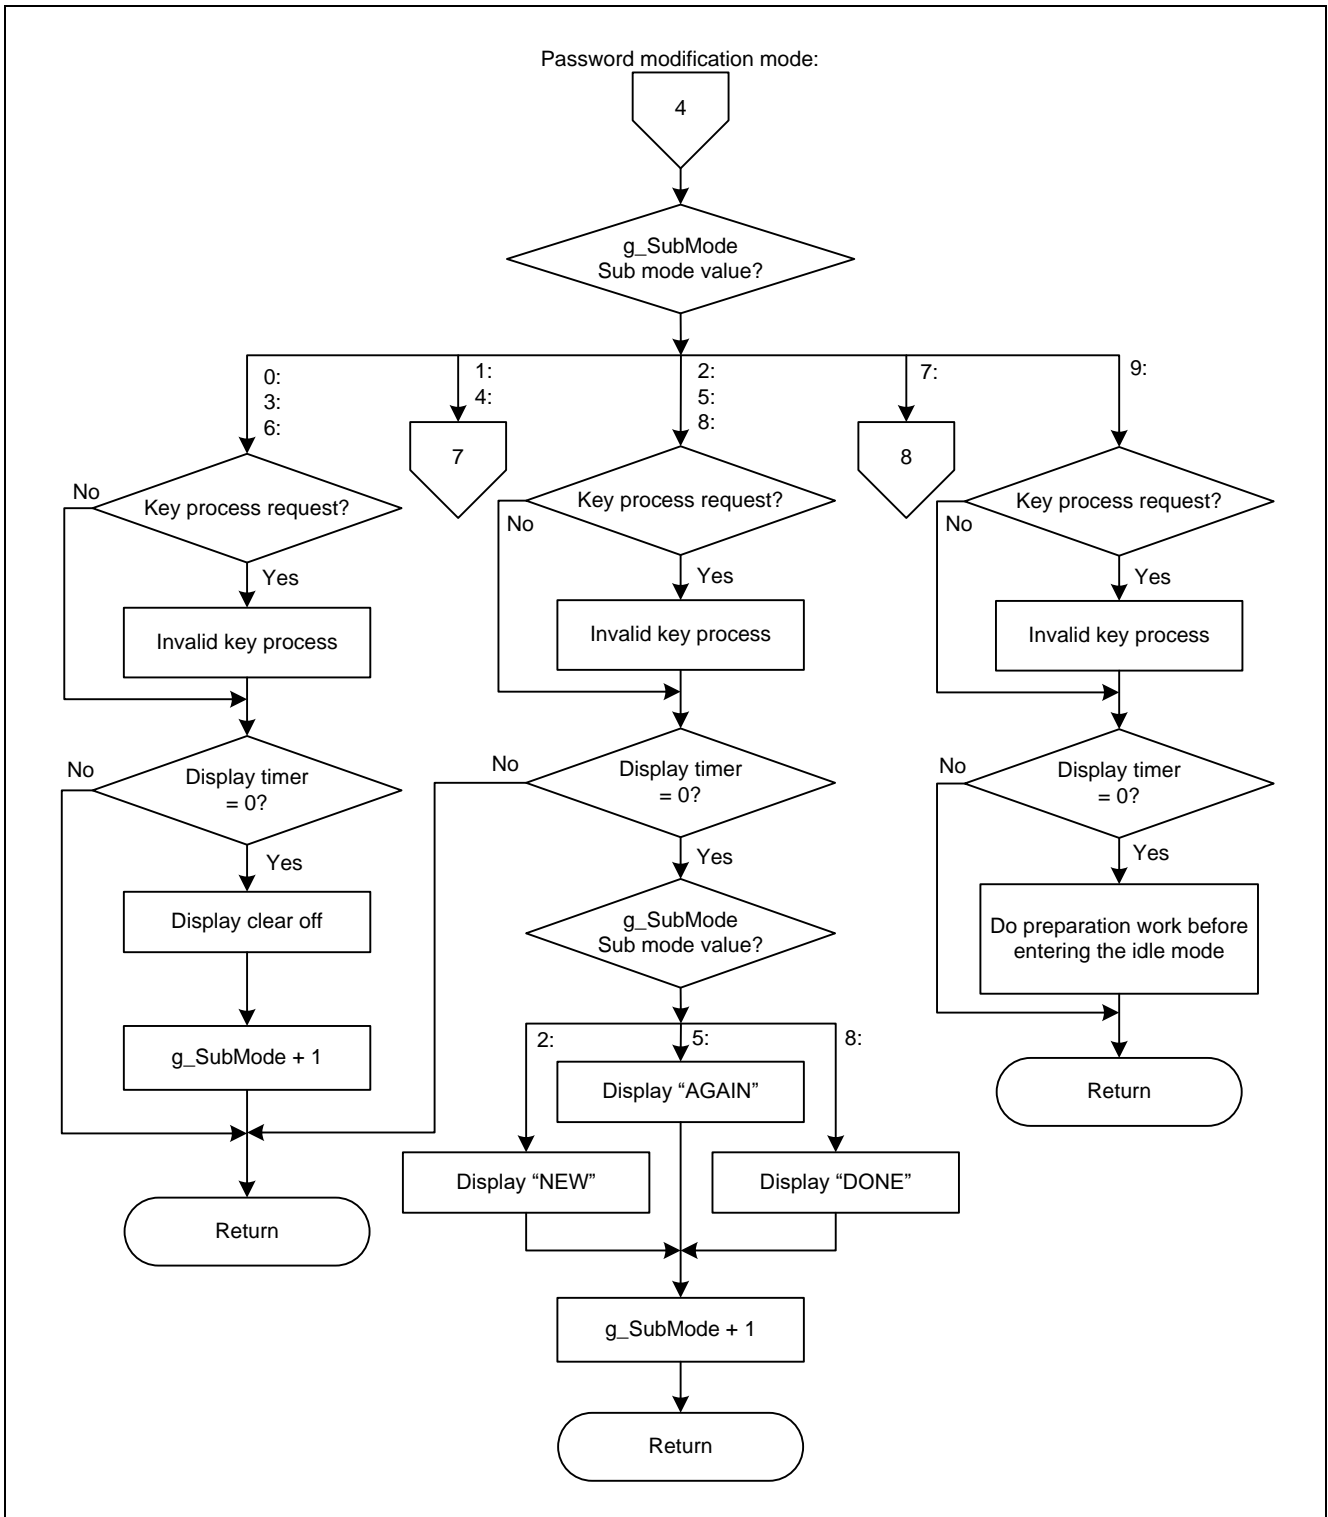 Password modification mode:
4
g_SubMode
Sub mode value?
0:
3:
6:
1:
4:
2:
5:
8:
7:
9:
7
8
No
Key process request?
Yes
Invalid key process
No
Display timer
= 0?
Yes
Display clear off
g_SubMode + 1
Return
Key process request?
No
Yes
Invalid key process
No
Display timer
= 0?
Yes
g_SubMode
Sub mode value?
2:
5:
8:
Display “AGAIN”
Display “NEW”
Display “DONE”
g_SubMode + 1
Return
Key process request?
No
Yes
Invalid key process
No
Display timer
= 0?
Yes
Do preparation work before
entering the idle mode
Return